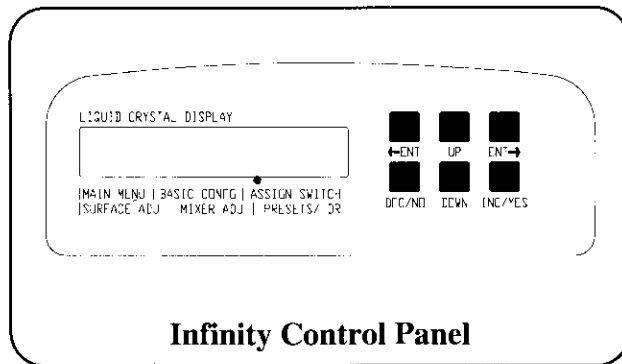 LIQUID CRYSTAL DISPLAY
←ENT UP ENT→
|MAIN MENU | BASIC CONFG | ASSIGN SWITCH
|SURFACE ADJ MIXER ADJ | PRESETS/
DEC/NO DOWN INC/YES
Infinity Control Panel